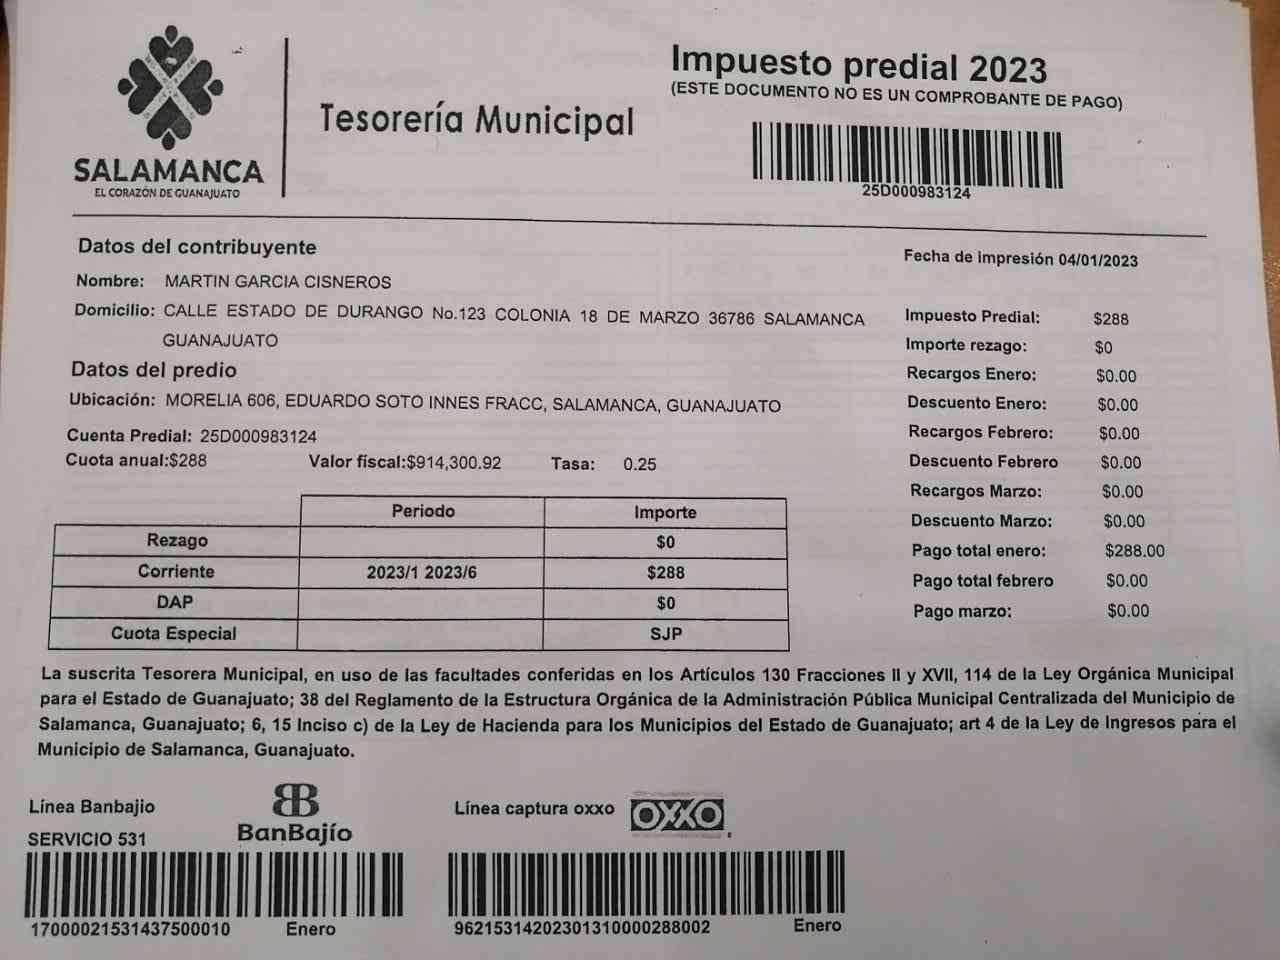 SALAMANCA
EL CORAZÓN DE GUANAJUATO
Tesorería Municipal
Impuesto predial 2023
(ESTE DOCUMENTO NO ES UN COMPROBANTE DE PAGO)
25D000983124
Datos del contribuyente
Nombre: MARTIN GARCIA CISNEROS
Domicilio: CALLE ESTADO DE DURANGO No.123 COLONIA 18 DE MARZO 36786 SALAMANCA
GUANAJUATO
Datos del predio
Ubicación: MORELIA 606, EDUARDO SOTO INNES FRACC, SALAMANCA, GUANAJUATO
Cuenta Predial: 25D000983124
Cuota anual:$288 Valor fiscal:$914,300.92 Tasa: 0.25
Fecha de impresión 04/01/2023
Impuesto Predial: $288
Importe rezago: $0
Recargos Enero: $0.00
Descuento Enero: $0.00
Recargos Febrero: $0.00
Descuento Febrero $0.00
Recargos Marzo: $0.00
Descuento Marzo: $0.00
Pago total enero: $288.00
Pago total febrero $0.00
Pago marzo: $0.00
Periodo Importe
Rezago $0
Corriente 2023/1 2023/6 $288
DAP $0
Cuota Especial SJP
La suscrita Tesorera Municipal, en uso de las facultades conferidas en los Artículos 130 Fracciones II y XVII, 114 de la Ley Orgánica Municipal
para el Estado de Guanajuato; 38 del Reglamento de la Estructura Orgánica de la Administración Pública Municipal Centralizada del Municipio de
Salamanca, Guanajuato; 6, 15 Inciso c) de la Ley de Hacienda para los Municipios del Estado de Guanajuato; art 4 de la Ley de Ingresos para el
Municipio de Salamanca, Guanajuato.
Línea Banbajio
BanBajío
SERVICIO 531
17000021531437500010 Enero
Línea captura oxxo OXXO
96215314202301310000288002 Enero